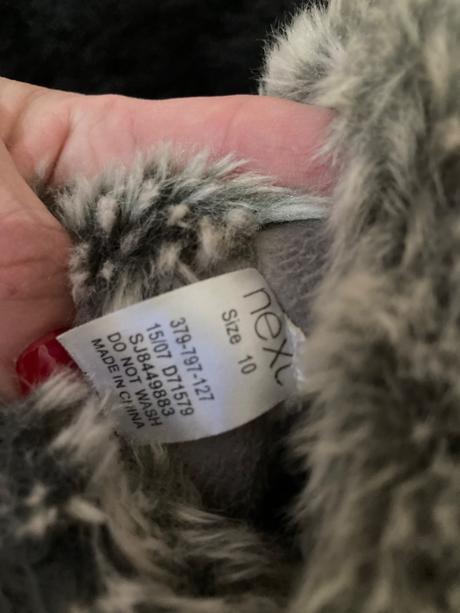 next
Size 10
379-797-127
15/07 D71579
SJ8449883
DO NOT WASH
MADE IN CHINA